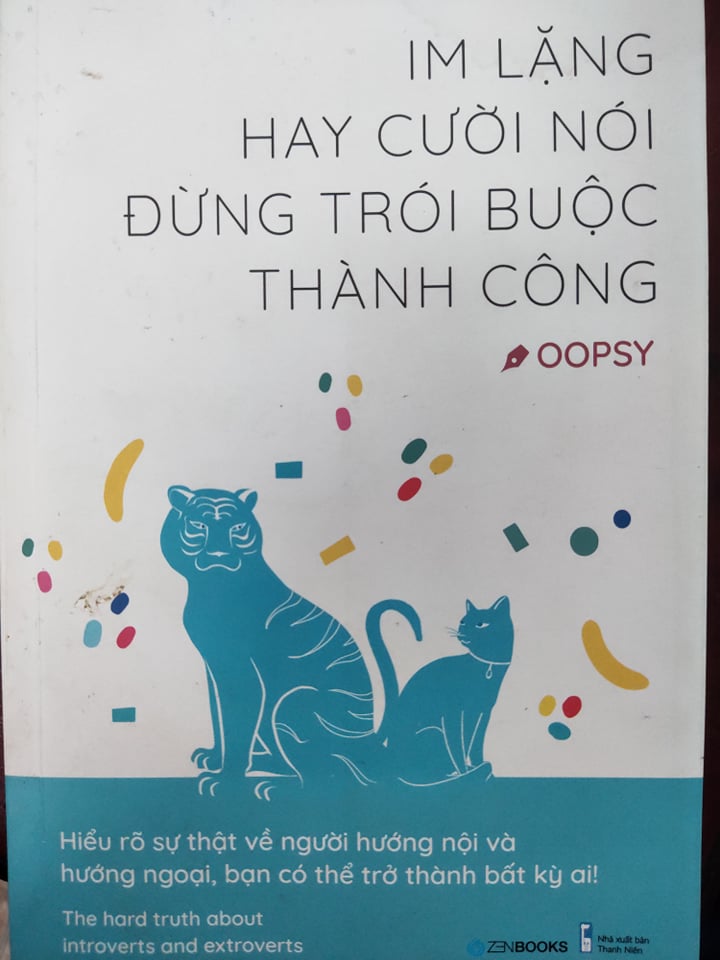 IM LẶNG
HAY CƯỜI NÓI
ĐỪNG TRÓI BUỘC
THÀNH CÔNG
OOPSY
Hiểu rõ sự thật về người hướng nội và
hướng ngoại, bạn có thể trở thành bất kỳ ai!
The hard truth about
introverts and extroverts
ZENBOOKS
Nhà xuất bản
Thanh Niên